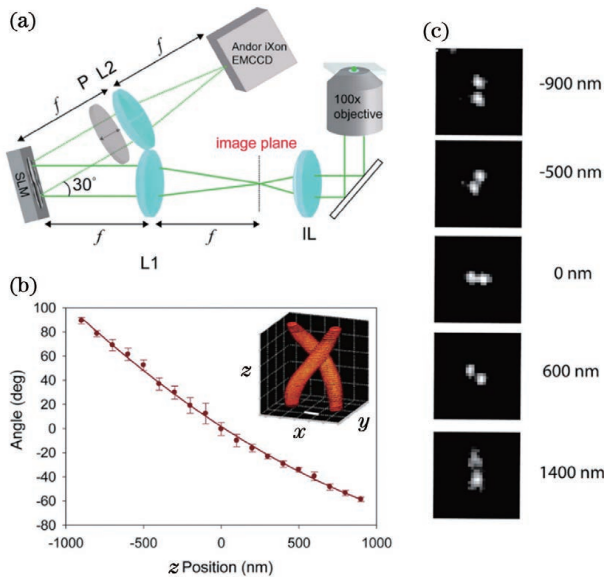 (a)
Andor iXon
EMCCD
f
P L2
f
100x
objective
image plane
SLM
30°
f
f
IL
L1
(b)
100
80
60
40
20
0
-20
-40
-60
-80
Angle (deg)
z
x
y
-1000
-500
0
500
1000
z Position (nm)
(c)
-900 nm
-500 nm
0 nm
600 nm
1400 nm